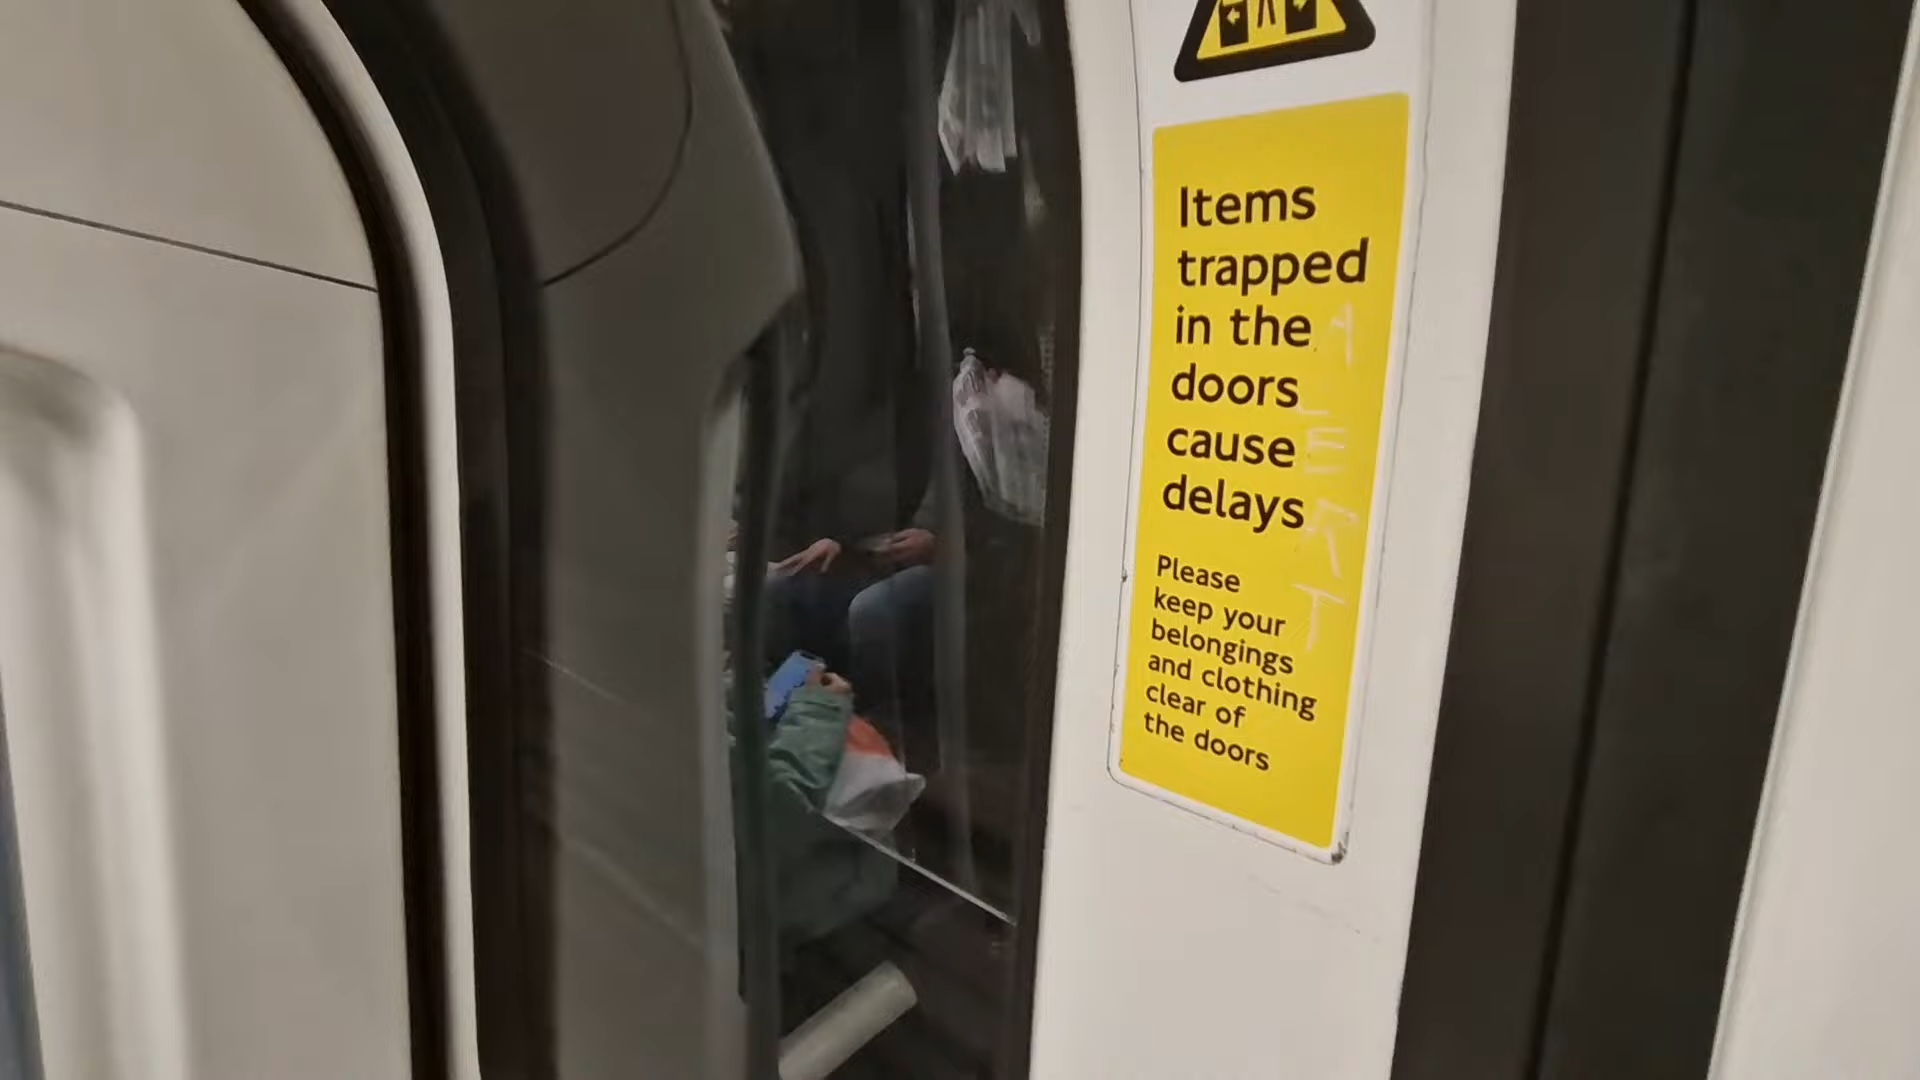 Items
trapped
in the
doors
cause
delays
Please
keep your
belongings
and clothing
clear of
the doors
A
L
E
R
T